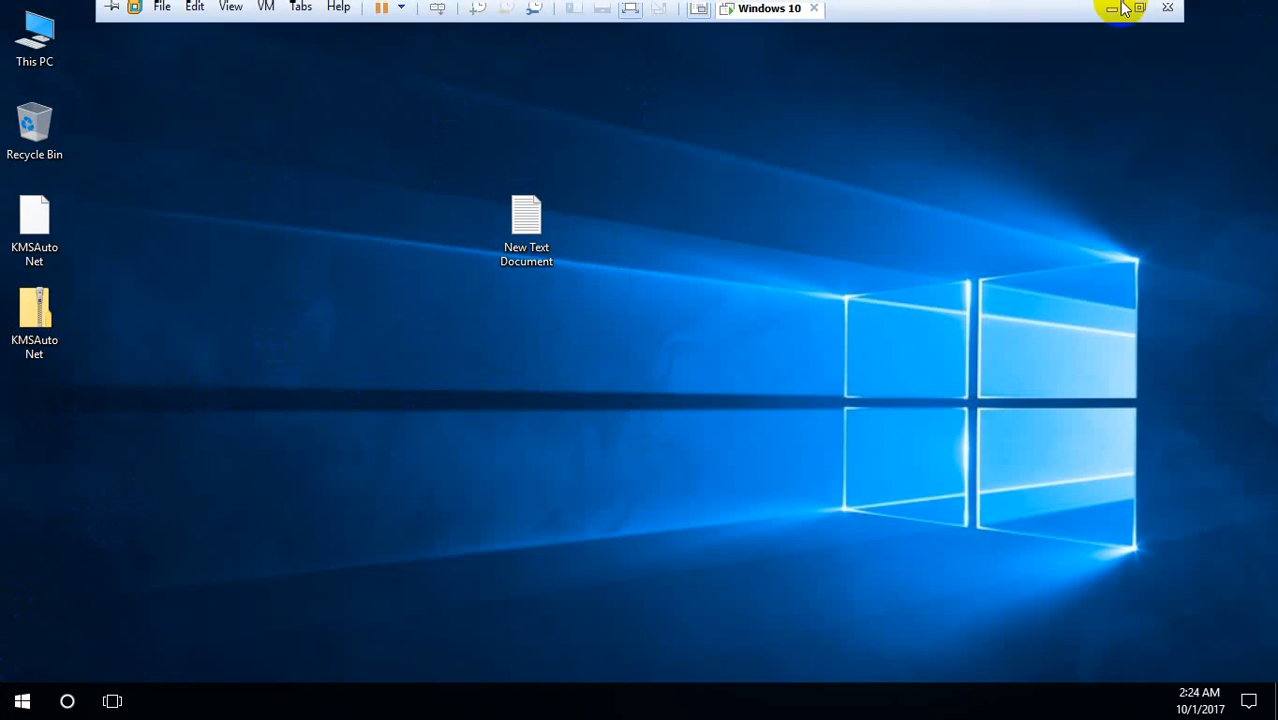 File Edit View VM Tabs Help
Windows 10
This PC
Recycle Bin
KMSAuto
Net
New Text
Document
KMSAuto
Net
2:24 AM
10/1/2017